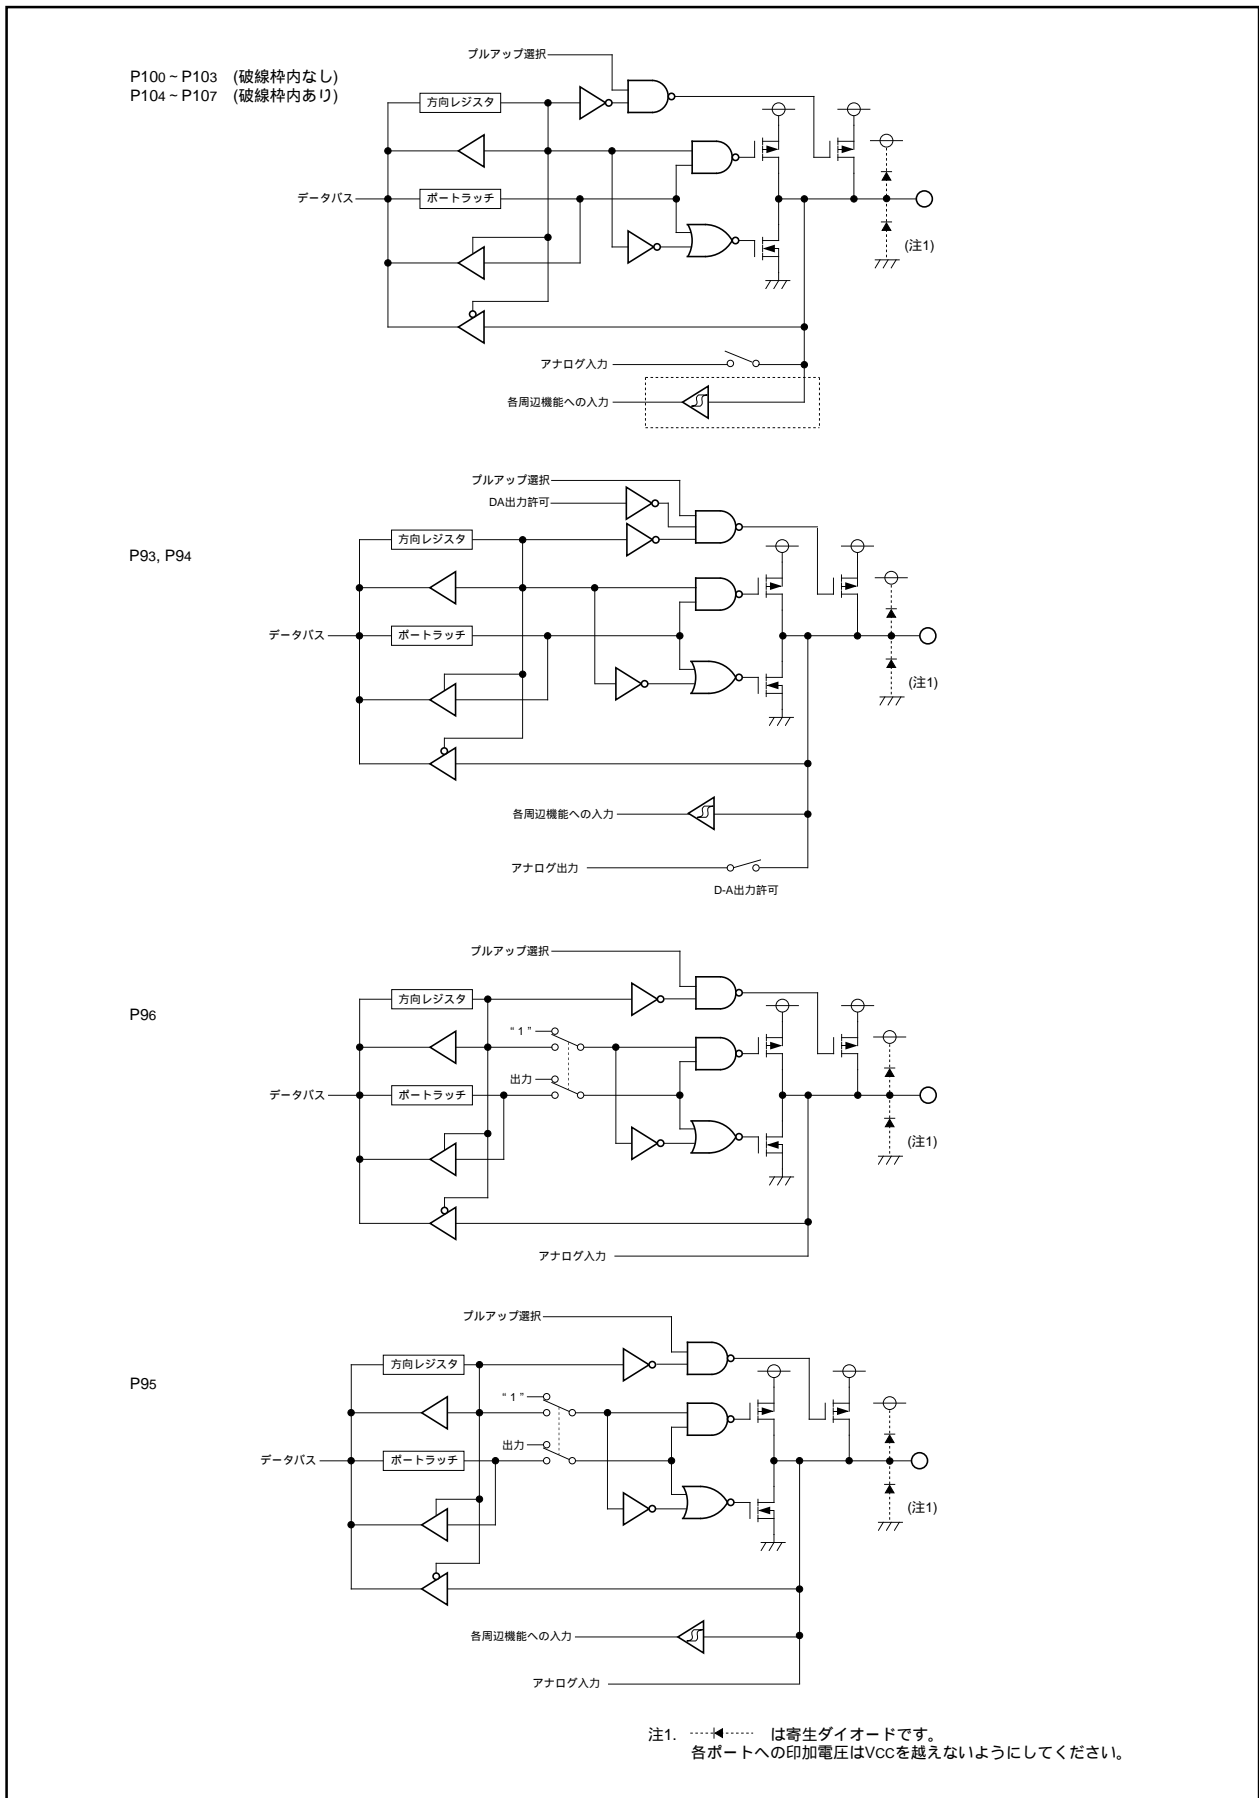 プルアップ選択
P100 ~ P103 (破線枠内なし)
P104 ~ P107 (破線枠内あり)
方向レジスタ
データバス
ポートラッチ
(注1)
アナログ入力
各周辺機能への入力
プルアップ選択
DA出力許可
方向レジスタ
P93, P94
データバス
ポートラッチ
(注1)
各周辺機能への入力
アナログ出力
D-A出力許可
プルアップ選択
方向レジスタ
P96
“ 1 ”
出力
データバス
ポートラッチ
(注1)
アナログ入力
プルアップ選択
方向レジスタ
P95
“ 1 ”
出力
データバス
ポートラッチ
(注1)
各周辺機能への入力
アナログ入力
注1. は寄生ダイオードです。
各ポートへの印加電圧はVCCを越えないようにしてください。